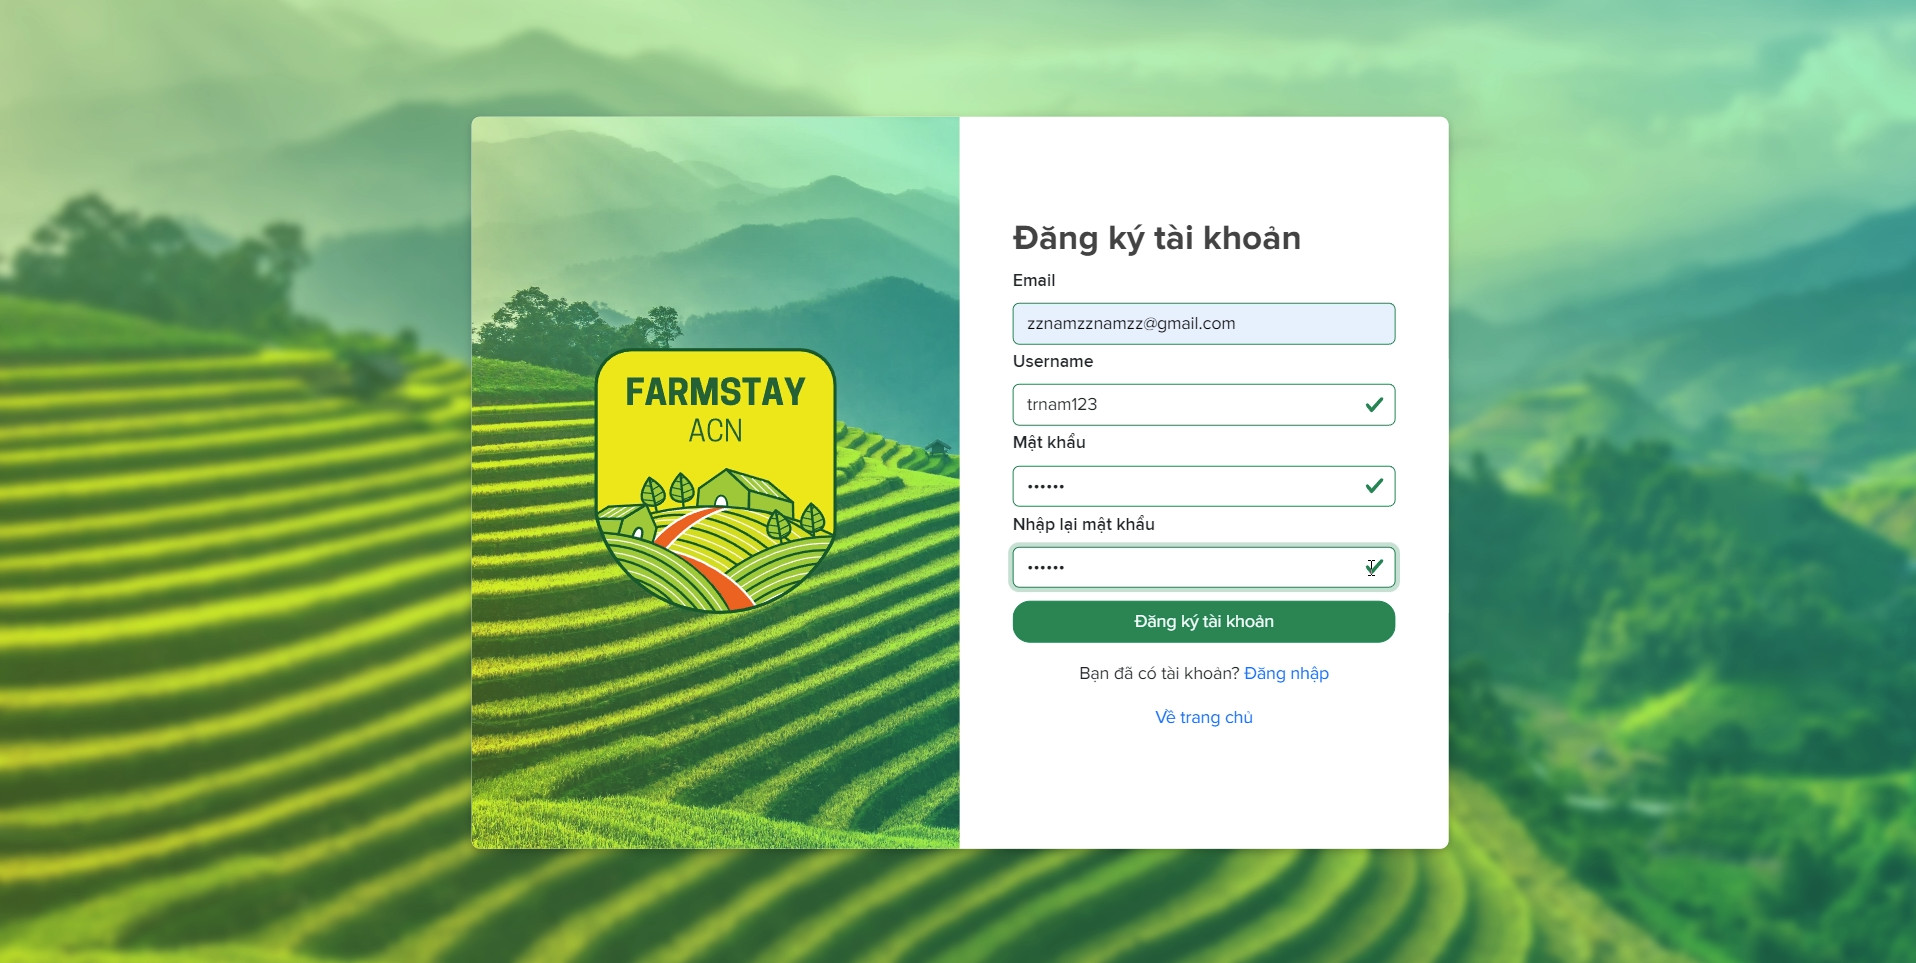 FARMSTAY
ACN
Đăng ký tài khoản
Email
zznamzznamzz@gmail.com
Username
trnam123
Mật khẩu
••••••
Nhập lại mật khẩu
••••••
Đăng ký tài khoản
Bạn đã có tài khoản? Đăng nhập
Về trang chủ